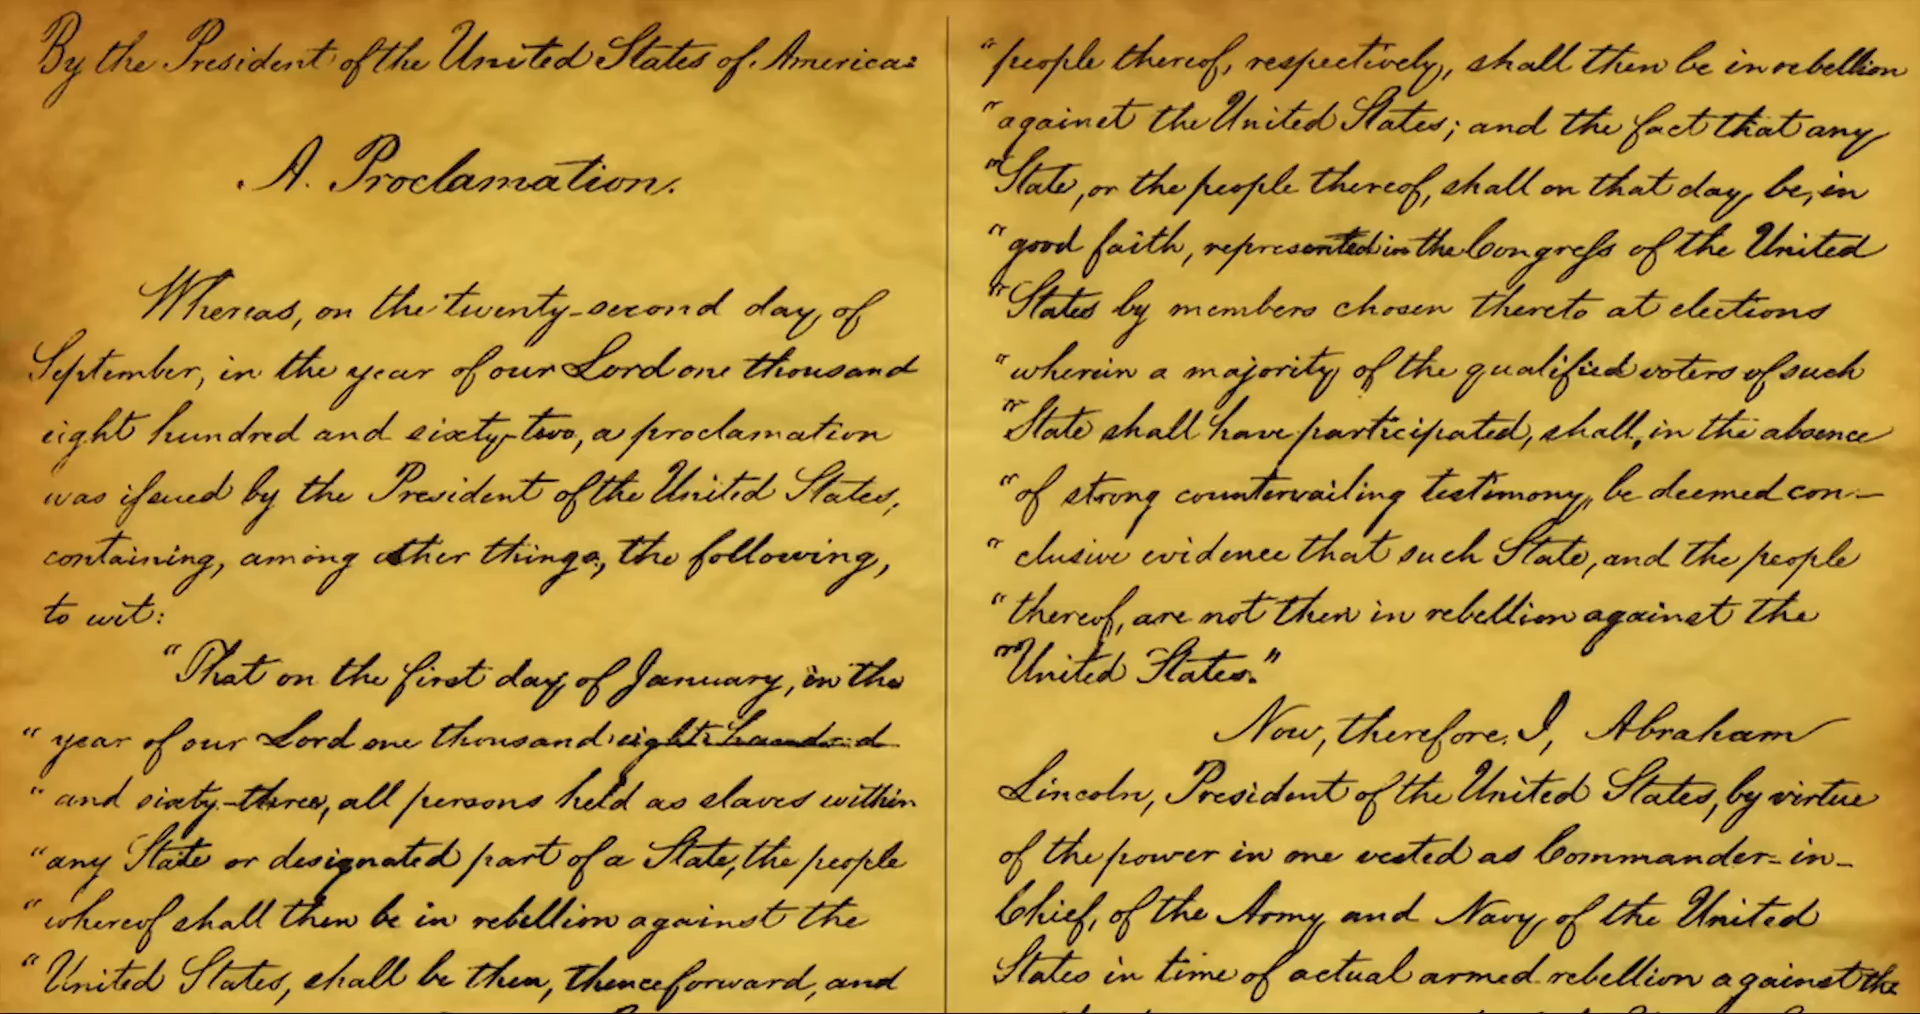 By the President of the United States of America:
A. Proclamation.
Whereas, on the twenty-second day of
September, in the year of our Lord one thousand
eight hundred and sixty-two, a proclamation
was issued by the President of the United States,
containing, among other things, the following,
to wit:
"That on the first day of January, in the
"year of our Lord one thousand eight hundred
"and sixty-three, all persons held as slaves within
"any State or designated part of a State, the people
"whereof shall then be in rebellion against the
"United States, shall be then, thenceforward, and
"people thereof, respectively, shall then be in rebellion
"against the United States; and the fact that any
"State, or the people thereof, shall on that day be, in
"good faith, represented in the Congress of the United
"States by members chosen thereto at elections
"wherein a majority of the qualified voters of such
"State shall have participated, shall, in the absence
"of strong countervailing testimony, be deemed con-
"clusive evidence that such State, and the people
"thereof, are not then in rebellion against the
"United States."
Now, therefore I, Abraham
Lincoln, President of the United States, by virtue
of the power in me vested as Commander-in-
Chief, of the Army and Navy of the United
States in time of actual armed rebellion against the